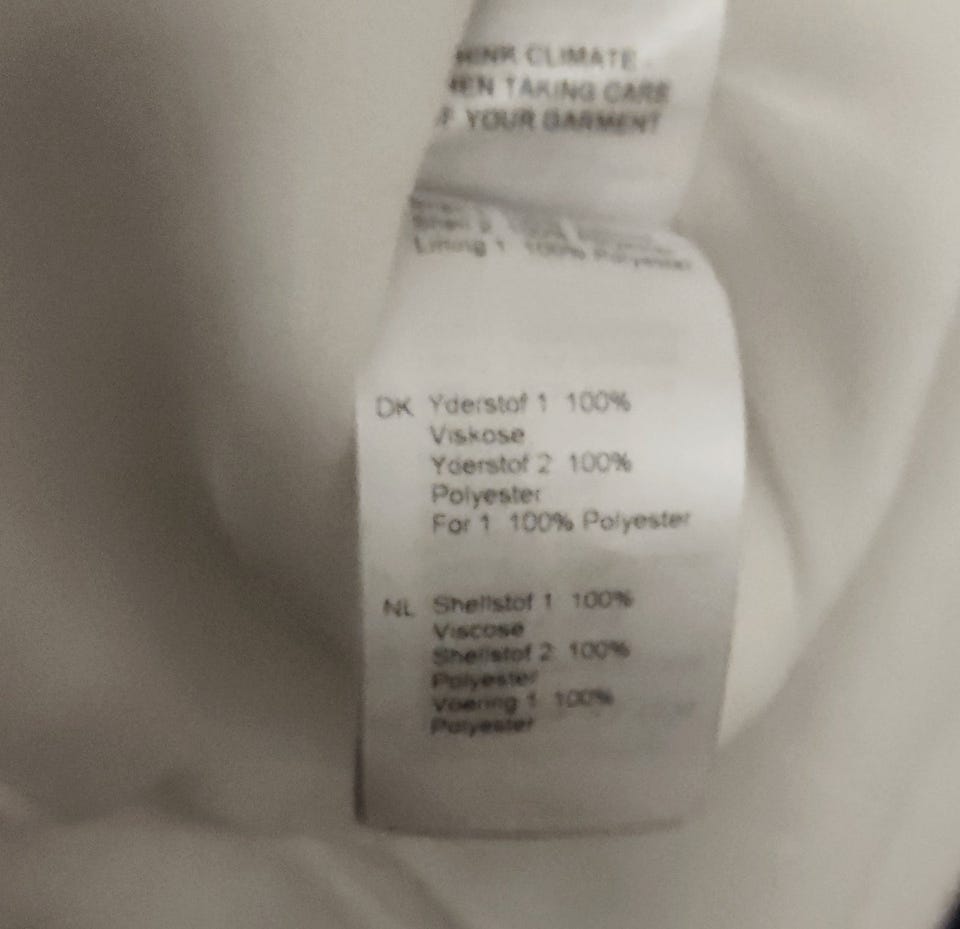 CLIMATE
TAKING CARE
YOUR GARMENT
Lining 1 100% Polyester
DK Yderstof 1 100%
Viskose
Yderstof 2 100%
Polyester
For 1 100% Polyester
NL Shellstof 1 100%
Viscose
Shellstof 2 100%
Polyester
Voering 1 100%
Polyester